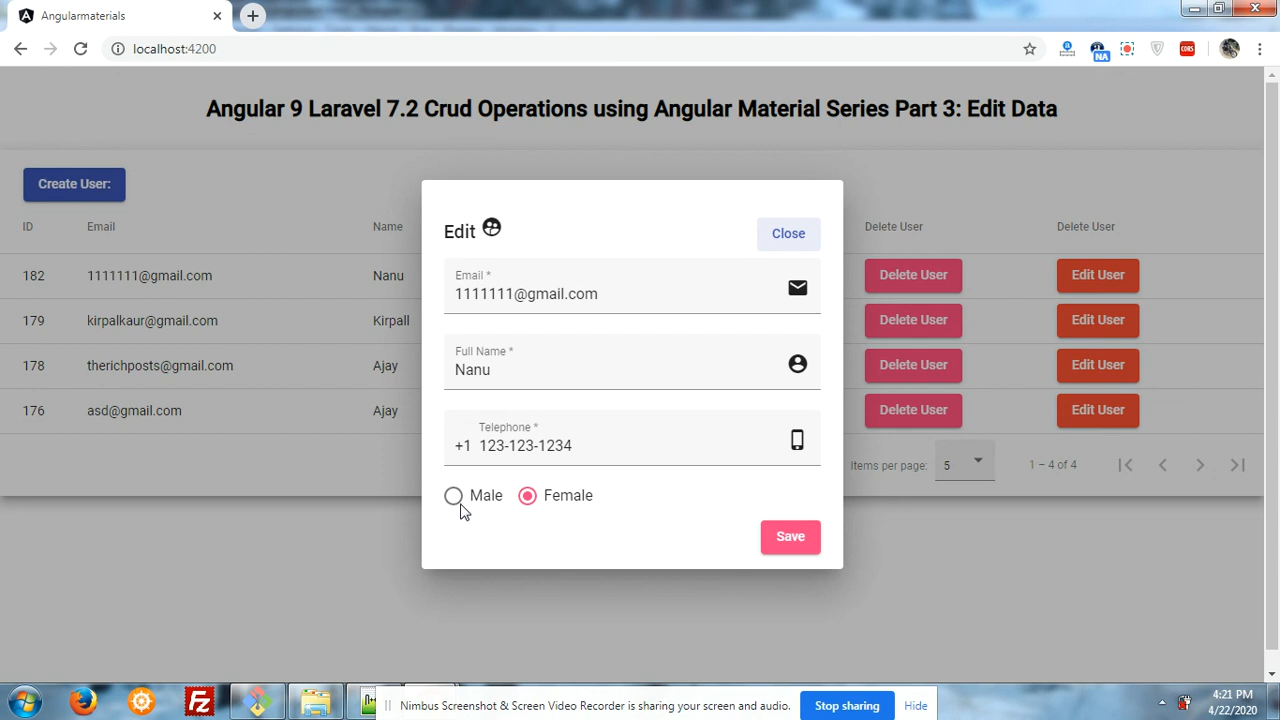 Angularmaterials
localhost:4200
NA
CORS
Angular 9 Laravel 7.2 Crud Operations using Angular Material Series Part 3: Edit Data
Create User:
ID Email Name Delete User Delete User
182 1111111@gmail.com Nanu Delete User Edit User
179 kirpalkaur@gmail.com Kirpall Delete User Edit User
178 therichposts@gmail.com Ajay Delete User Edit User
176 asd@gmail.com Ajay Delete User Edit User
Items per page: 5 1 – 4 of 4
Edit
Close
Email *
1111111@gmail.com
Full Name *
Nanu
Telephone *
+1 123-123-1234
Male Female
Save
Fz
Nimbus Screenshot & Screen Video Recorder is sharing your screen and audio. Stop sharing Hide
4:21 PM
4/22/2020